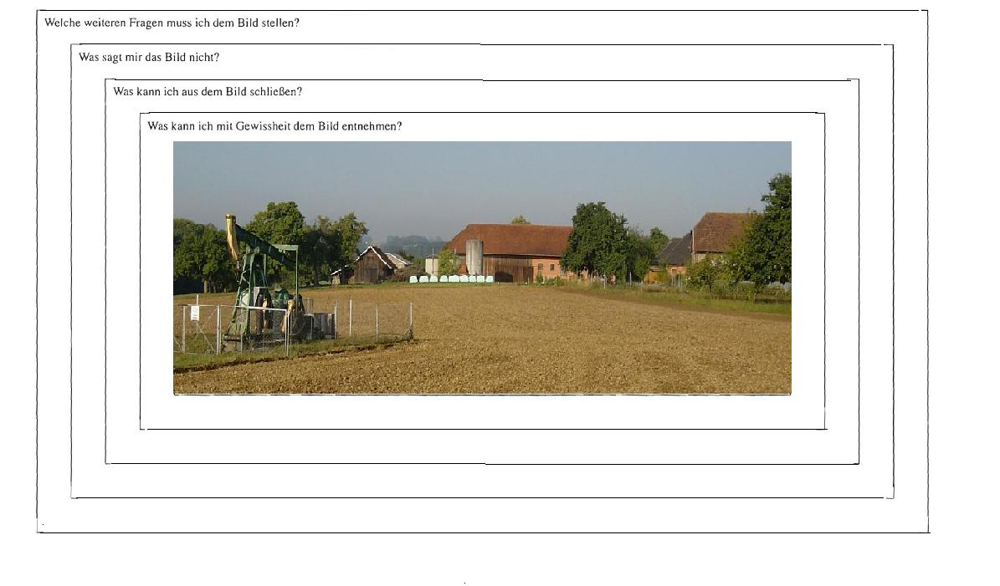 Welche weiteren Fragen muss ich dem Bild stellen?
Was sagt mir das Bild nicht?
Was kann ich aus dem Bild schließen?
Was kann ich mit Gewissheit dem Bild entnehmen?